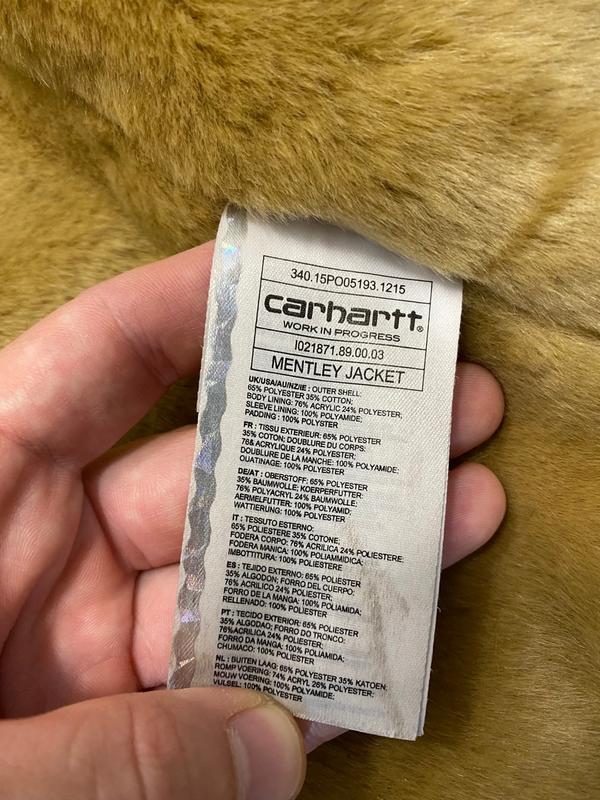 340.15PO05193.1215
carhartt®
WORK IN PROGRESS
I021871.89.00.03
MENTLEY JACKET
UK/USA/AU/NZ/IE : OUTER SHELL:
65% POLYESTER 35% COTTON;
BODY LINING: 76% ACRYLIC 24% POLYESTER;
SLEEVE LINING: 100% POLYAMIDE;
PADDING : 100% POLYESTER
FR : TISSU EXTERIEUR: 65% POLYESTER
35% COTON; DOUBLURE DU CORPS:
76& ACRYLIQUE 24% POLYESTER;
DOUBLURE DE LA MANCHE: 100% POLYAMIDE:
OUATINAGE: 100% POLYESTER
DE/AT : OBERSTOFF: 65% POLYESTER
35% BAUMWOLLE; KOERPERFUTTER:
76% POLYACRYL 24% BAUMWOLLE;
AERMELFUTTER: 100% POLYAMID;
WATTIERUNG: 100% POLYESTER
IT : TESSUTO ESTERNO:
65% POLIESTERE 35% COTONE;
FODERA CORPO: 76% ACRILICA 24% POLIESTERE:
FODERA MANICA: 100% POLIAMMIDICA;
IMBOTTITURA: 100% POLIESTERE
ES : TEJIDO EXTERNO: 65% POLIESTER
35% ALGODON; FORRO DEL CUERPO:
76% ACRILICO 24% POLIESTER;
FORRO DE LA MANGA: 100% POLIAMIDA;
RELLENADO: 100% POLIESTER
PT : TECIDO EXTERIOR: 65% POLIESTER
35% ALGODAO; FORRO DO TRONCO:
76%ACRILICA 24% POLIESTER;
FORRO DA MANGA: 100% POLIAMIDA;
CHUMACO: 100% POLIESTER
NL : BUITEN LAAG: 65% POLYESTER 35% KATOEN;
ROMP VOERING: 74% ACRYL 26% POLYESTER;
MOUW VOERING: 100% POLYAMIDE;
VULSEL: 100% POLYESTER